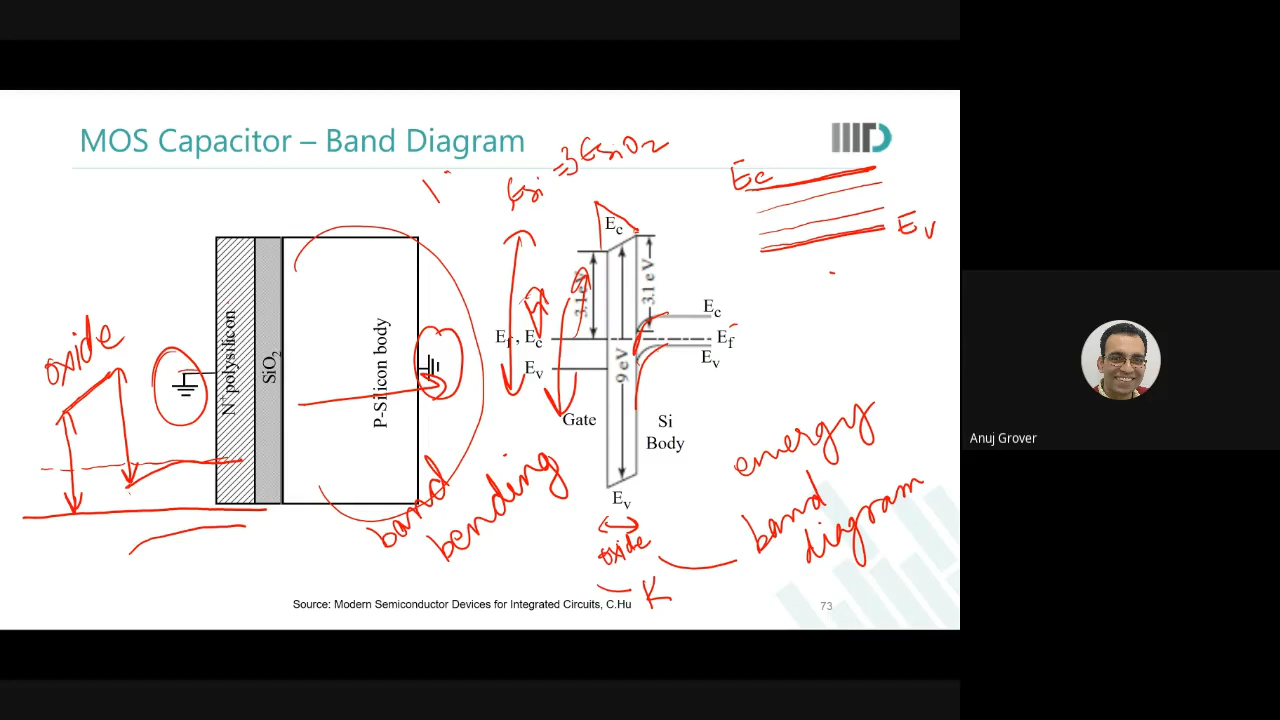 MOS Capacitor – Band Diagram
Esi ⇒ 3 EsiO2
Ec
Ev
Ec
3.1 eV
3.1 eV
9 eV
Ec
Ef, Ec
Ef
Ev
Ev
Gate
Si
Body
Ev
oxide
K
N+ polysilicon
SiO2
P-Silicon body
oxide
band
bending
energy
band
diagram
Source: Modern Semiconductor Devices for Integrated Circuits, C.Hu
73
Anuj Grover